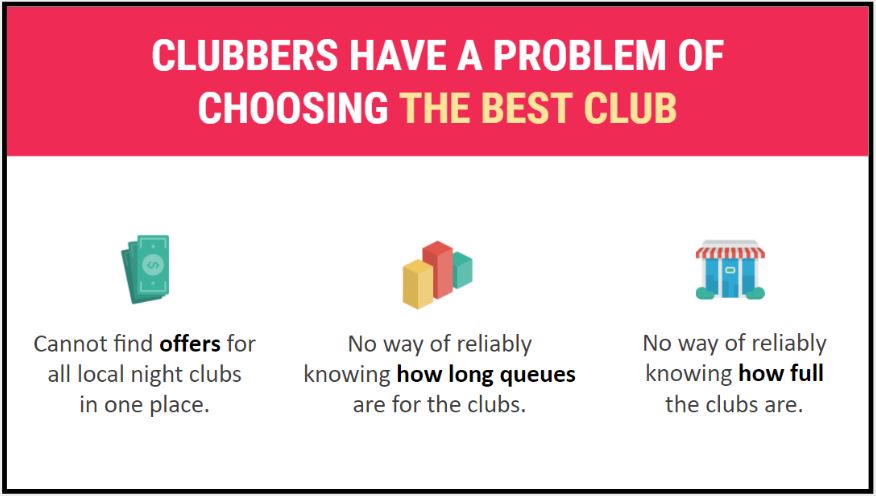 CLUBBERS HAVE A PROBLEM OF
CHOOSING THE BEST CLUB
Cannot find offers for
all local night clubs
in one place.
No way of reliably
knowing how long queues
are for the clubs.
No way of reliably
knowing how full
the clubs are.